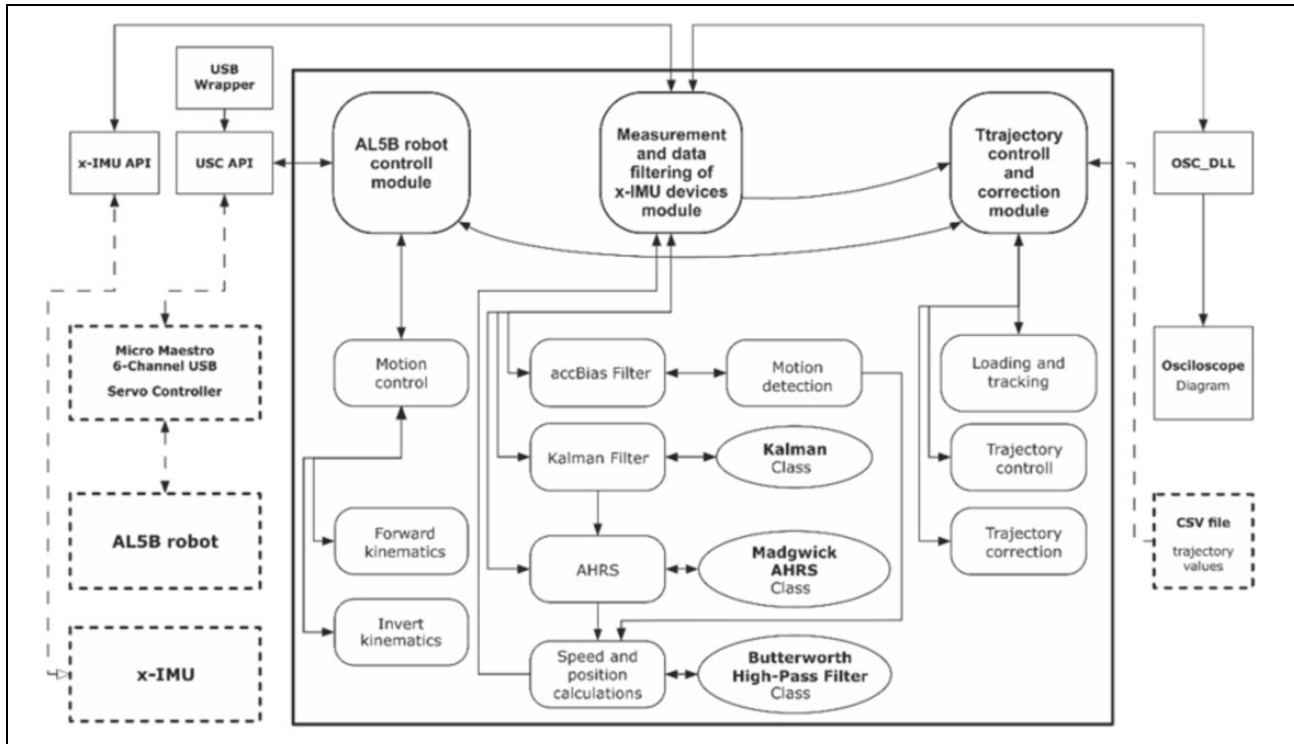 USB
Wrapper
x-IMU API
USC API
AL5B robot
controll
module
Measurement
and data
filtering of
x-IMU devices
module
Ttrajectory
controll
and
correction
module
OSC_DLL
Micro Maestro
6-Channel USB
Servo Controller
Motion
control
accBias Filter
Motion
detection
Loading and
tracking
Osciloscope
Diagram
Kalman Filter
Kalman
Class
Trajectory
controll
AL5B robot
Forward
kinematics
AHRS
Madgwick
AHRS
Class
Trajectory
correction
CSV file
trajectory
values
x-IMU
Invert
kinematics
Speed and
position
calculations
Butterworth
High-Pass Filter
Class